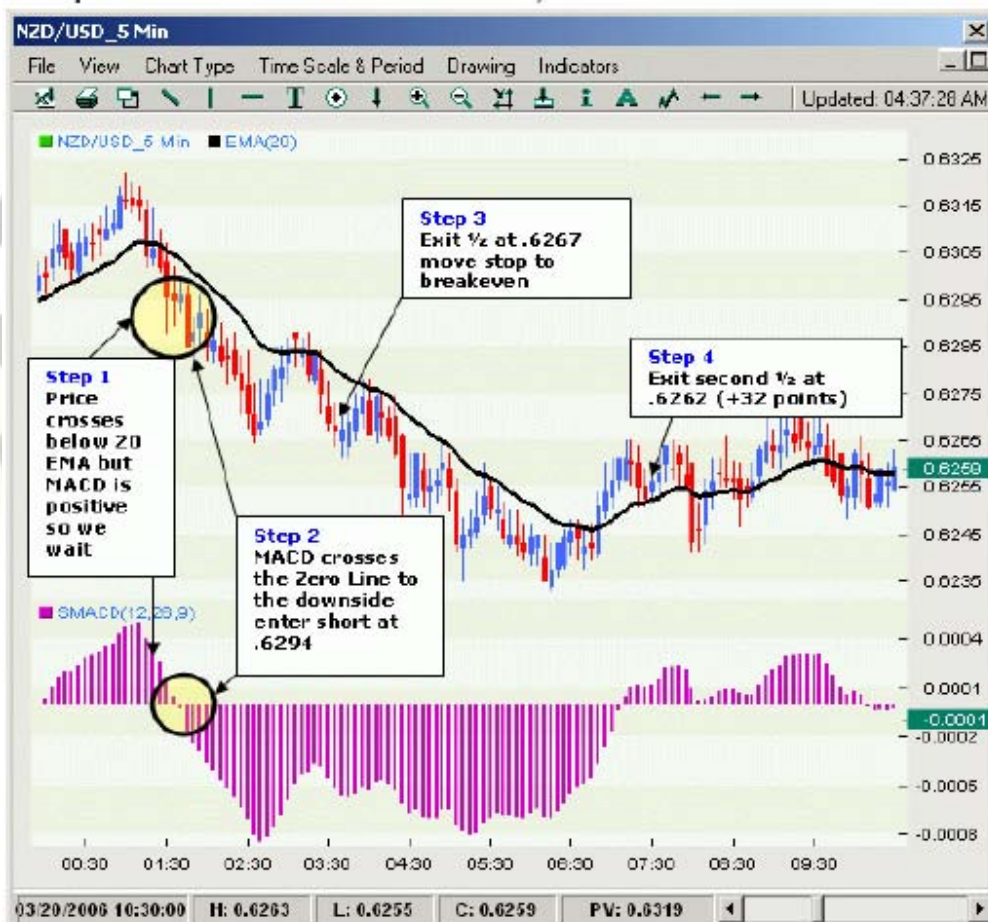 NZD/USD_5 Min
File View Chart Type Time Scale & Period Drawing Indicators
T i A Updated: 04:37:28 AM
NZD/USD_5 Min EMA(20)
0.6325
0.6315
0.6305
0.6295
0.6285
0.6275
0.6265
0.6259
0.6255
0.6245
0.6235
Step 3
Exit ½ at .6267
move stop to
breakeven
Step 4
Exit second ½ at
.6262 (+32 points)
Step 1
Price
crosses
below 20
EMA but
MACD is
positive
so we
wait
Step 2
MACD crosses
the Zero Line to
the downside
enter short at
.6294
SMACD(12,26,9)
0.0004
0.0001
-0.0001
-0.0002
-0.0005
-0.0008
00:30 01:30 02:30 03:30 04:30 05:30 06:30 07:30 08:30 09:30
03/20/2006 10:30:00 H: 0.6263 L: 0.6255 C: 0.6259 PV: 0.6319